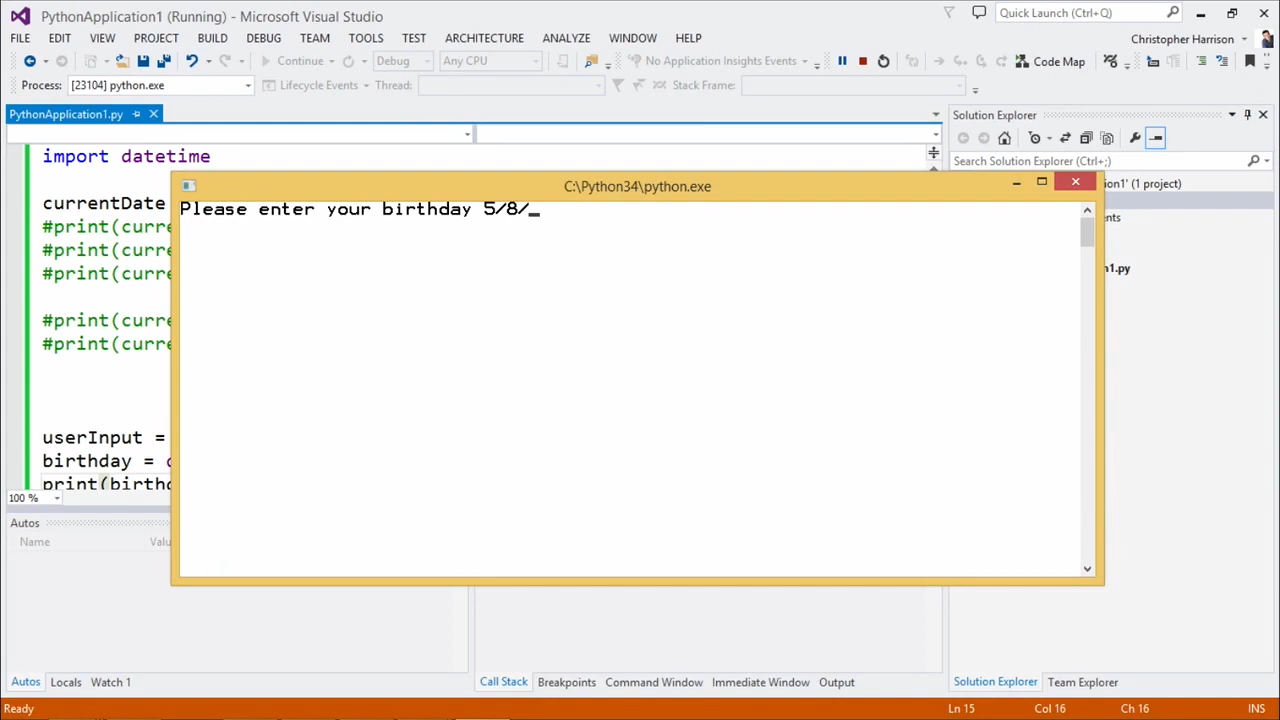 PythonApplication1 (Running) - Microsoft Visual Studio
Quick Launch (Ctrl+Q)
FILE EDIT VIEW PROJECT BUILD DEBUG TEAM TOOLS TEST ARCHITECTURE ANALYZE WINDOW HELP
Christopher Harrison
Continue Debug Any CPU No Application Insights Events Code Map
Process: [23104] python.exe Lifecycle Events Thread: Stack Frame:
PythonApplication1.py
Solution Explorer
import datetime
Search Solution Explorer (Ctrl+;)
C:\Python34\python.exe
ion1' (1 project)
currentDate
Please enter your birthday 5/8/_
ents
#print(curre
#print(curre
n1.py
#print(curre
#print(curre
#print(curre
userInput =
birthday =
print(birthd
100 %
Autos
Name Valu
Autos Locals Watch 1
Call Stack Breakpoints Command Window Immediate Window Output
Solution Explorer Team Explorer
Ready Ln 15 Col 16 Ch 16 INS